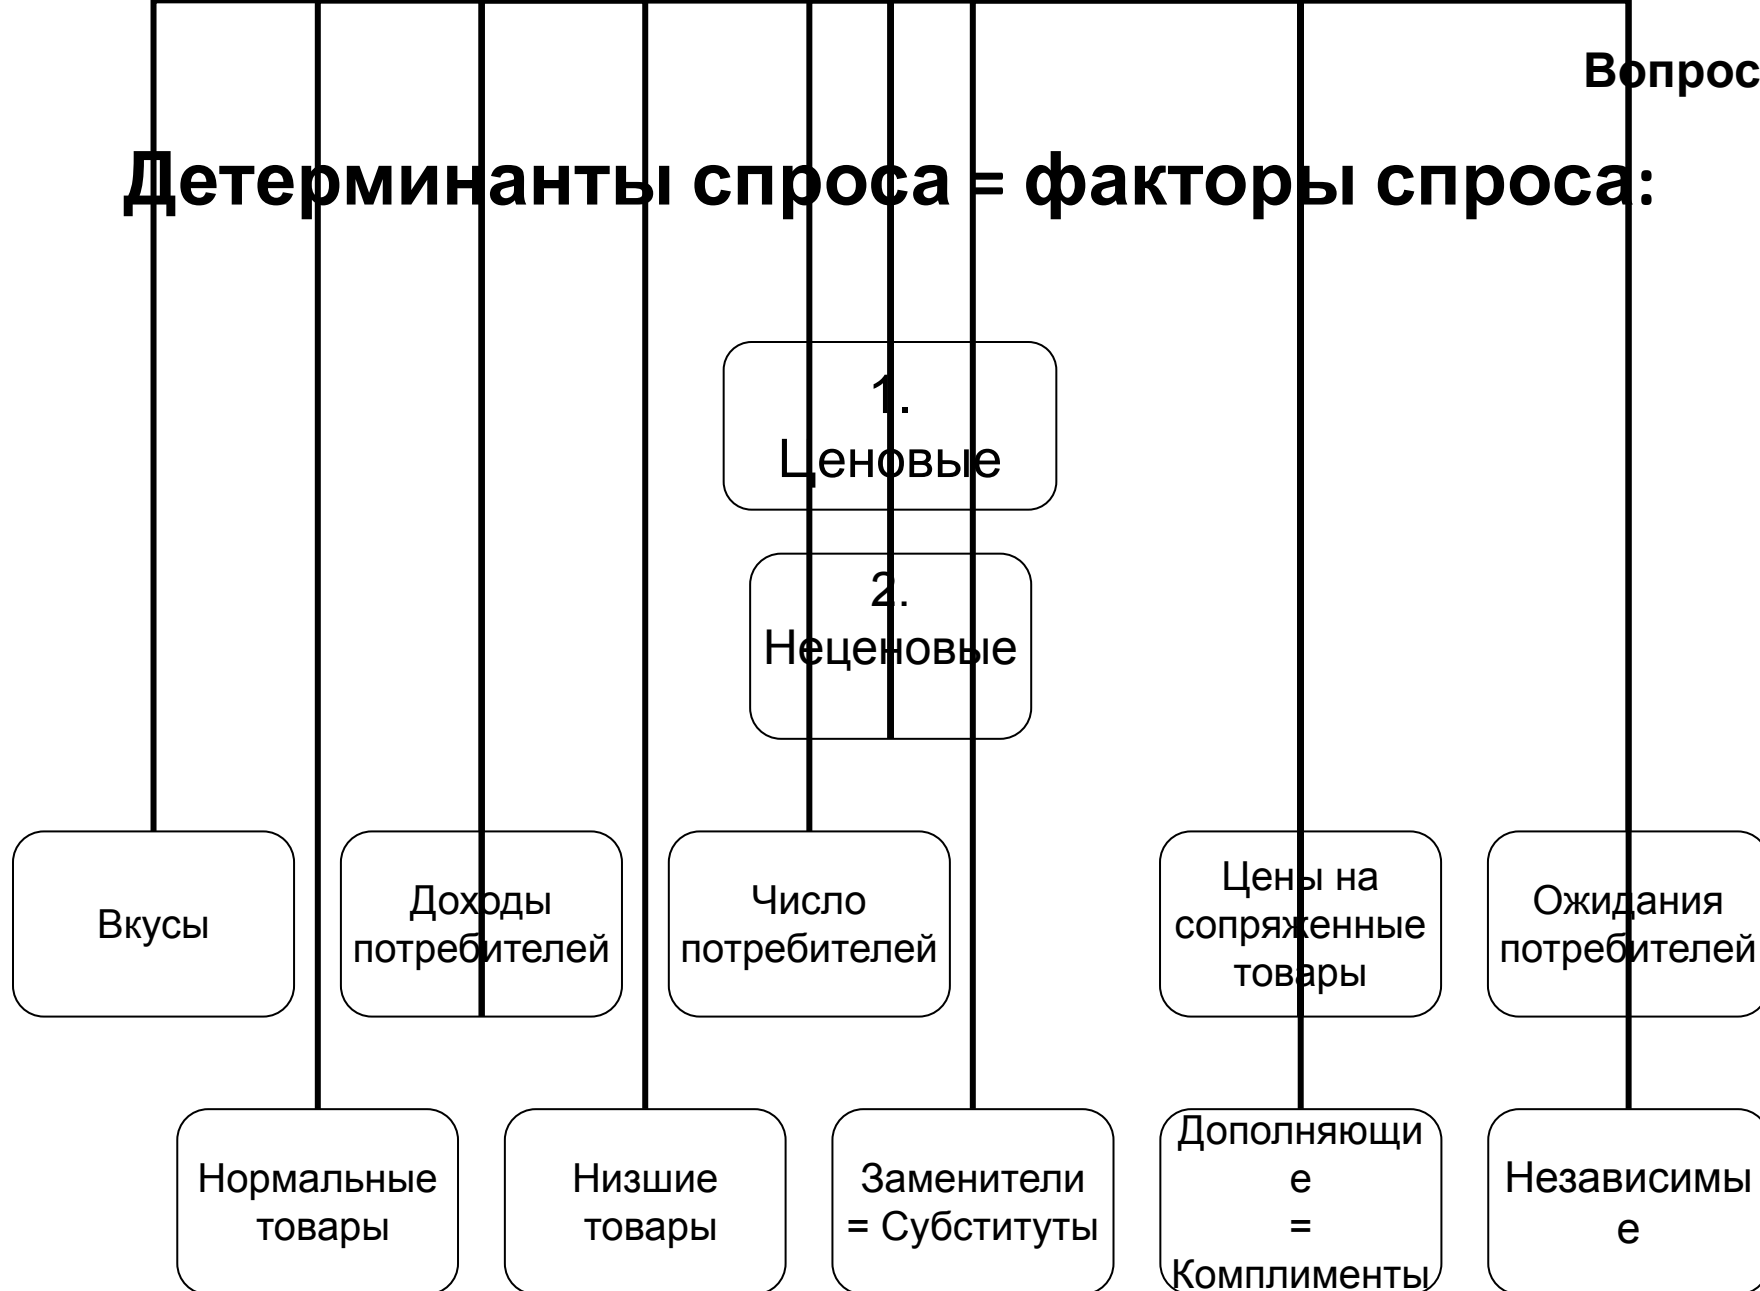 Вопрос
Детерминанты спроса = факторы спроса:
1.
Ценовые
2.
Неценовые
Вкусы
Доходы
потребителей
Число
потребителей
Цены на
сопряженные
товары
Ожидания
потребителей
Нормальные
товары
Низшие
товары
Заменители
= Субституты
Дополняющи
е
=
Комплименты
Независимы
е